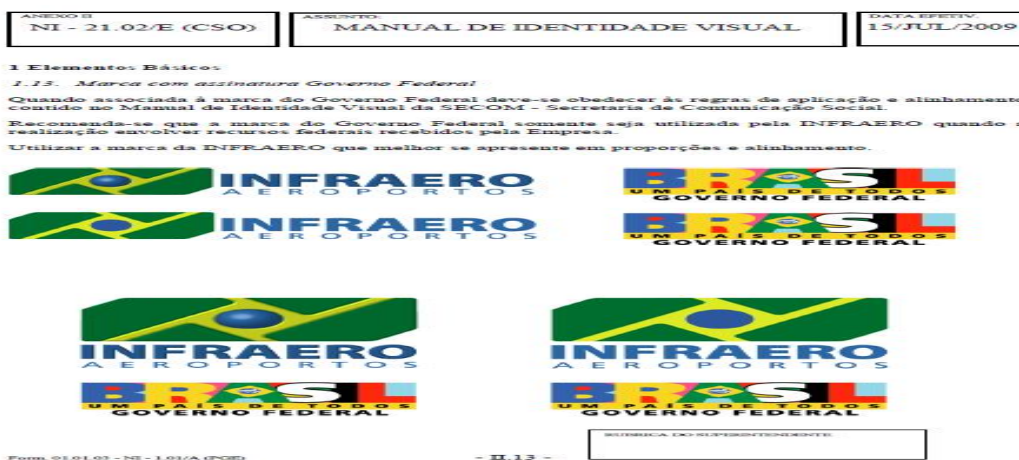 ANEXO II
NI - 21.02/E (CSO)
ASSUNTO:
MANUAL DE IDENTIDADE VISUAL
DATA EFETIV.
15/JUL/2009
1 Elementos Básicos
1.13. Marca com assinatura Governo Federal
Quando associada à marca do Governo Federal deve-se obedecer às regras de aplicação e alinhamento
contido no Manual de Identidade Visual da SECOM - Secretaria de Comunicação Social.
Recomenda-se que a marca do Governo Federal somente seja utilizada pela INFRAERO quando a
realização envolver recursos federais recebidos pela Empresa.
Utilizar a marca da INFRAERO que melhor se apresente em proporções e alinhamento.
INFRAERO
AEROPORTOS
BRASIL
UM PAÍS DE TODOS
GOVERNO FEDERAL
INFRAERO
AEROPORTOS
BRASIL
UM PAÍS DE TODOS
GOVERNO FEDERAL
INFRAERO
AEROPORTOS
BRASIL
UM PAÍS DE TODOS
GOVERNO FEDERAL
INFRAERO
AEROPORTOS
BRASIL
UM PAÍS DE TODOS
GOVERNO FEDERAL
RUBRICA DO SUPERINTENDENTE
Form. 01.01.03 - NI - 1.01/A (PGE)
- II.13 -